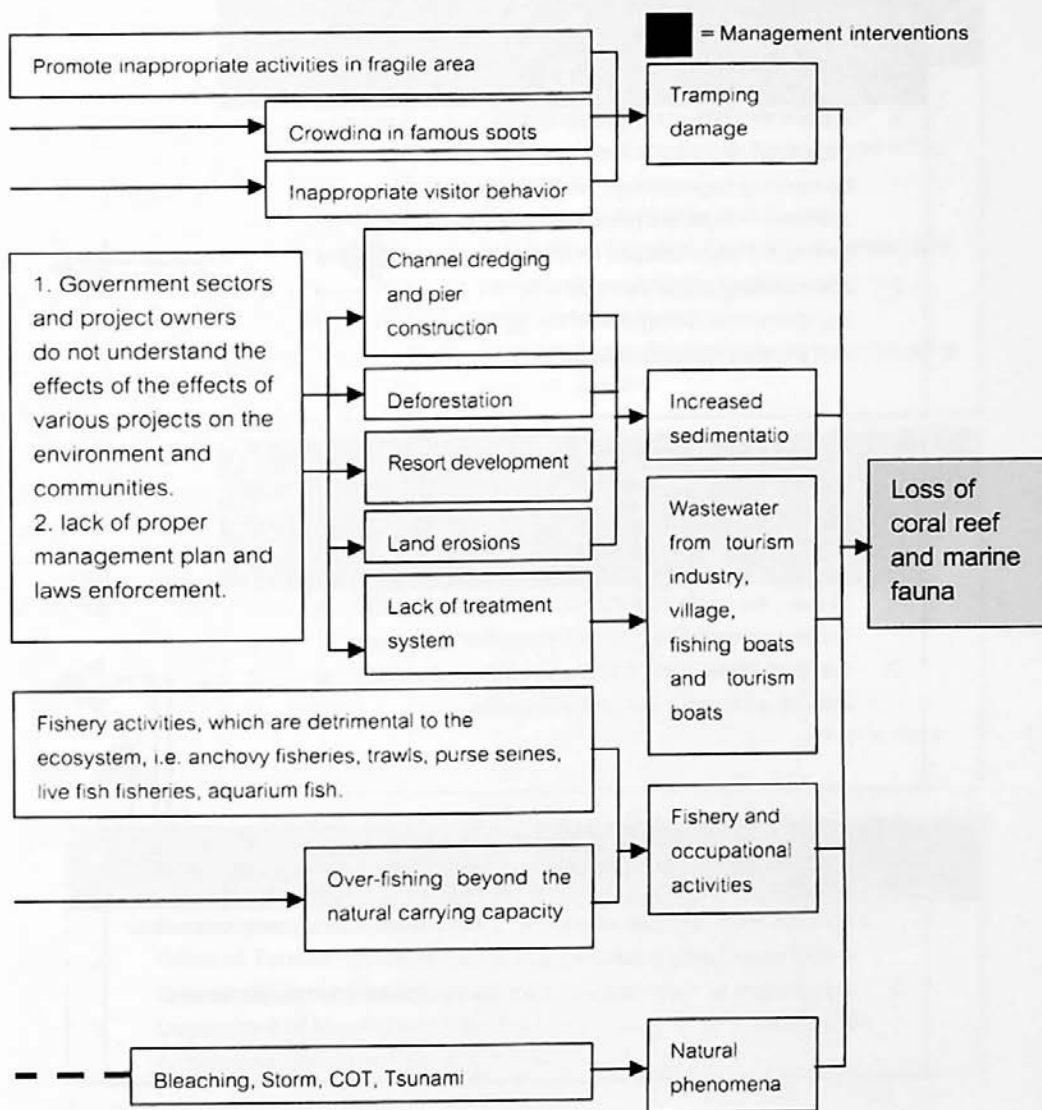 = Management interventions
Promote inappropriate activities in fragile area
Crowding in famous spots
Inappropriate visitor behavior
Tramping
damage
1. Government sectors
and project owners
do not understand the
effects of the effects of
various projects on the
environment and
communities.
2. lack of proper
management plan and
laws enforcement.
Channel dredging
and pier
construction
Deforestation
Resort development
Land erosions
Lack of treatment
system
Increased
sedimentatio
Wastewater
from tourism
industry,
village,
fishing boats
and tourism
boats
Loss of
coral reef
and marine
fauna
Fishery activities, which are detrimental to the
ecosystem, i.e. anchovy fisheries, trawls, purse seines,
live fish fisheries, aquarium fish.
Over-fishing beyond the
natural carrying capacity
Fishery and
occupational
activities
Bleaching, Storm, COT, Tsunami
Natural
phenomena